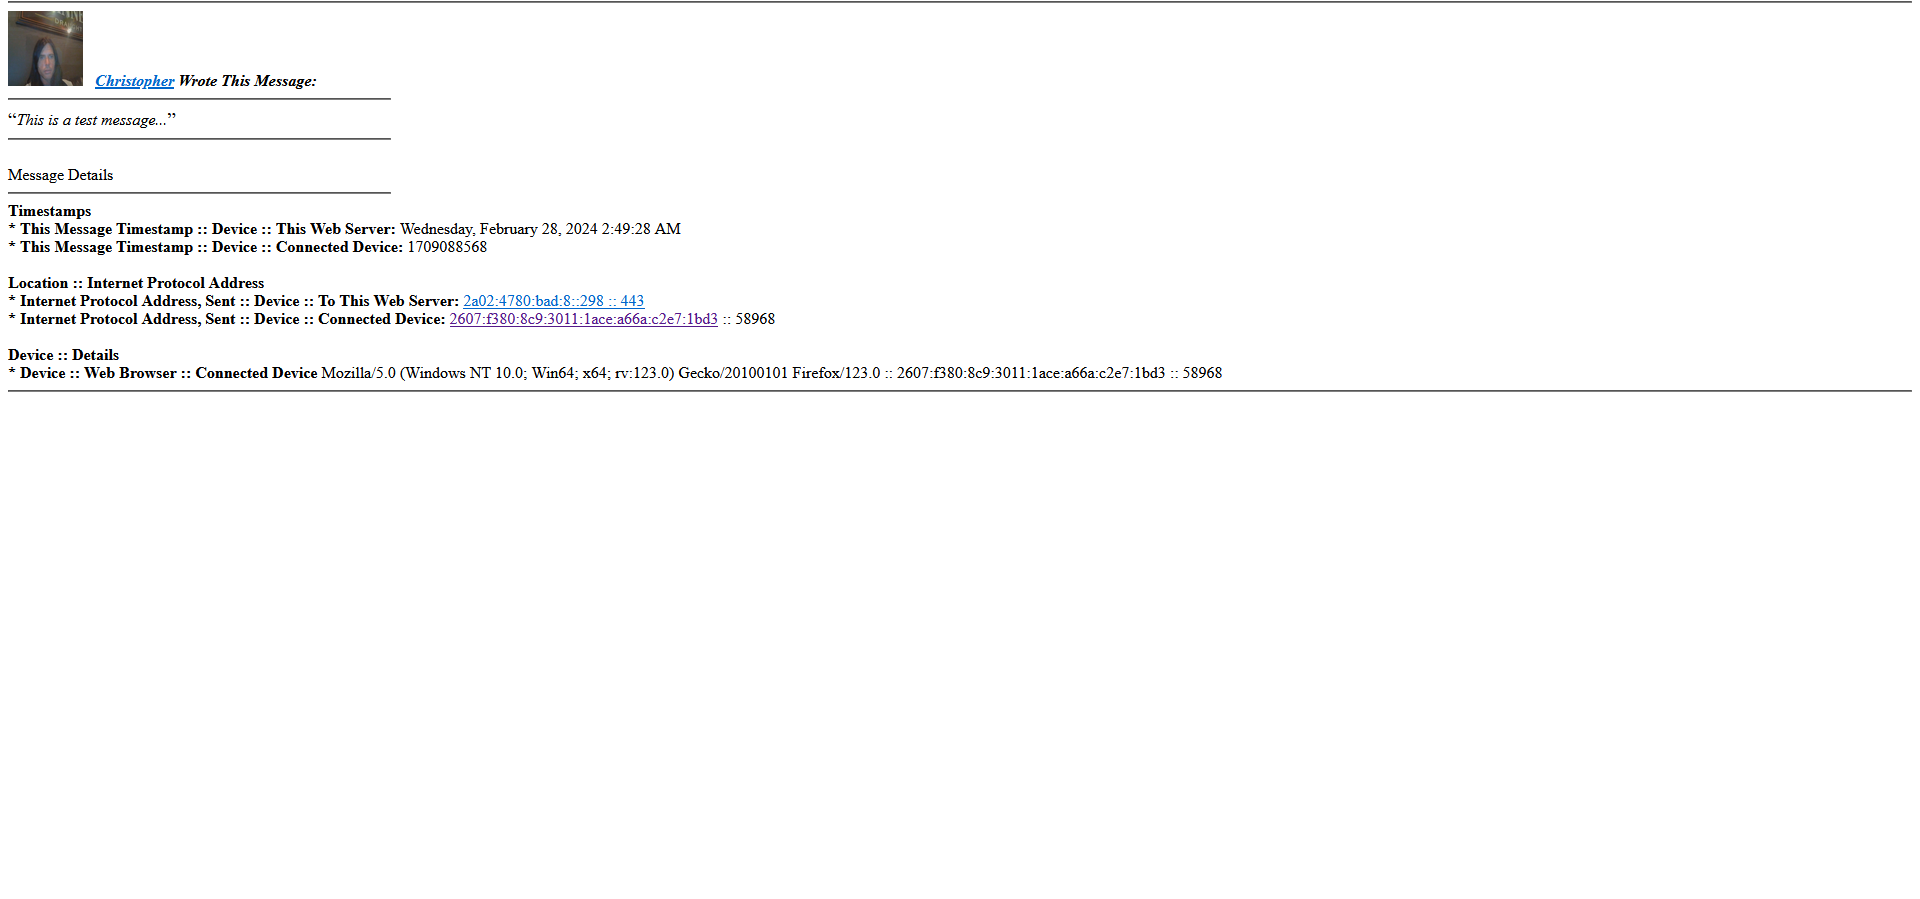 Christopher Wrote This Message:
“This is a test message...”
Message Details
Timestamps
* This Message Timestamp :: Device :: This Web Server: Wednesday, February 28, 2024 2:49:28 AM
* This Message Timestamp :: Device :: Connected Device: 1709088568
Location :: Internet Protocol Address
* Internet Protocol Address, Sent :: Device :: To This Web Server: 2a02:4780:bad:8::298 :: 443
* Internet Protocol Address, Sent :: Device :: Connected Device: 2607:f380:8c9:3011:1ace:a66a:c2e7:1bd3 :: 58968
Device :: Details
* Device :: Web Browser :: Connected Device Mozilla/5.0 (Windows NT 10.0; Win64; x64; rv:123.0) Gecko/20100101 Firefox/123.0 :: 2607:f380:8c9:3011:1ace:a66a:c2e7:1bd3 :: 58968